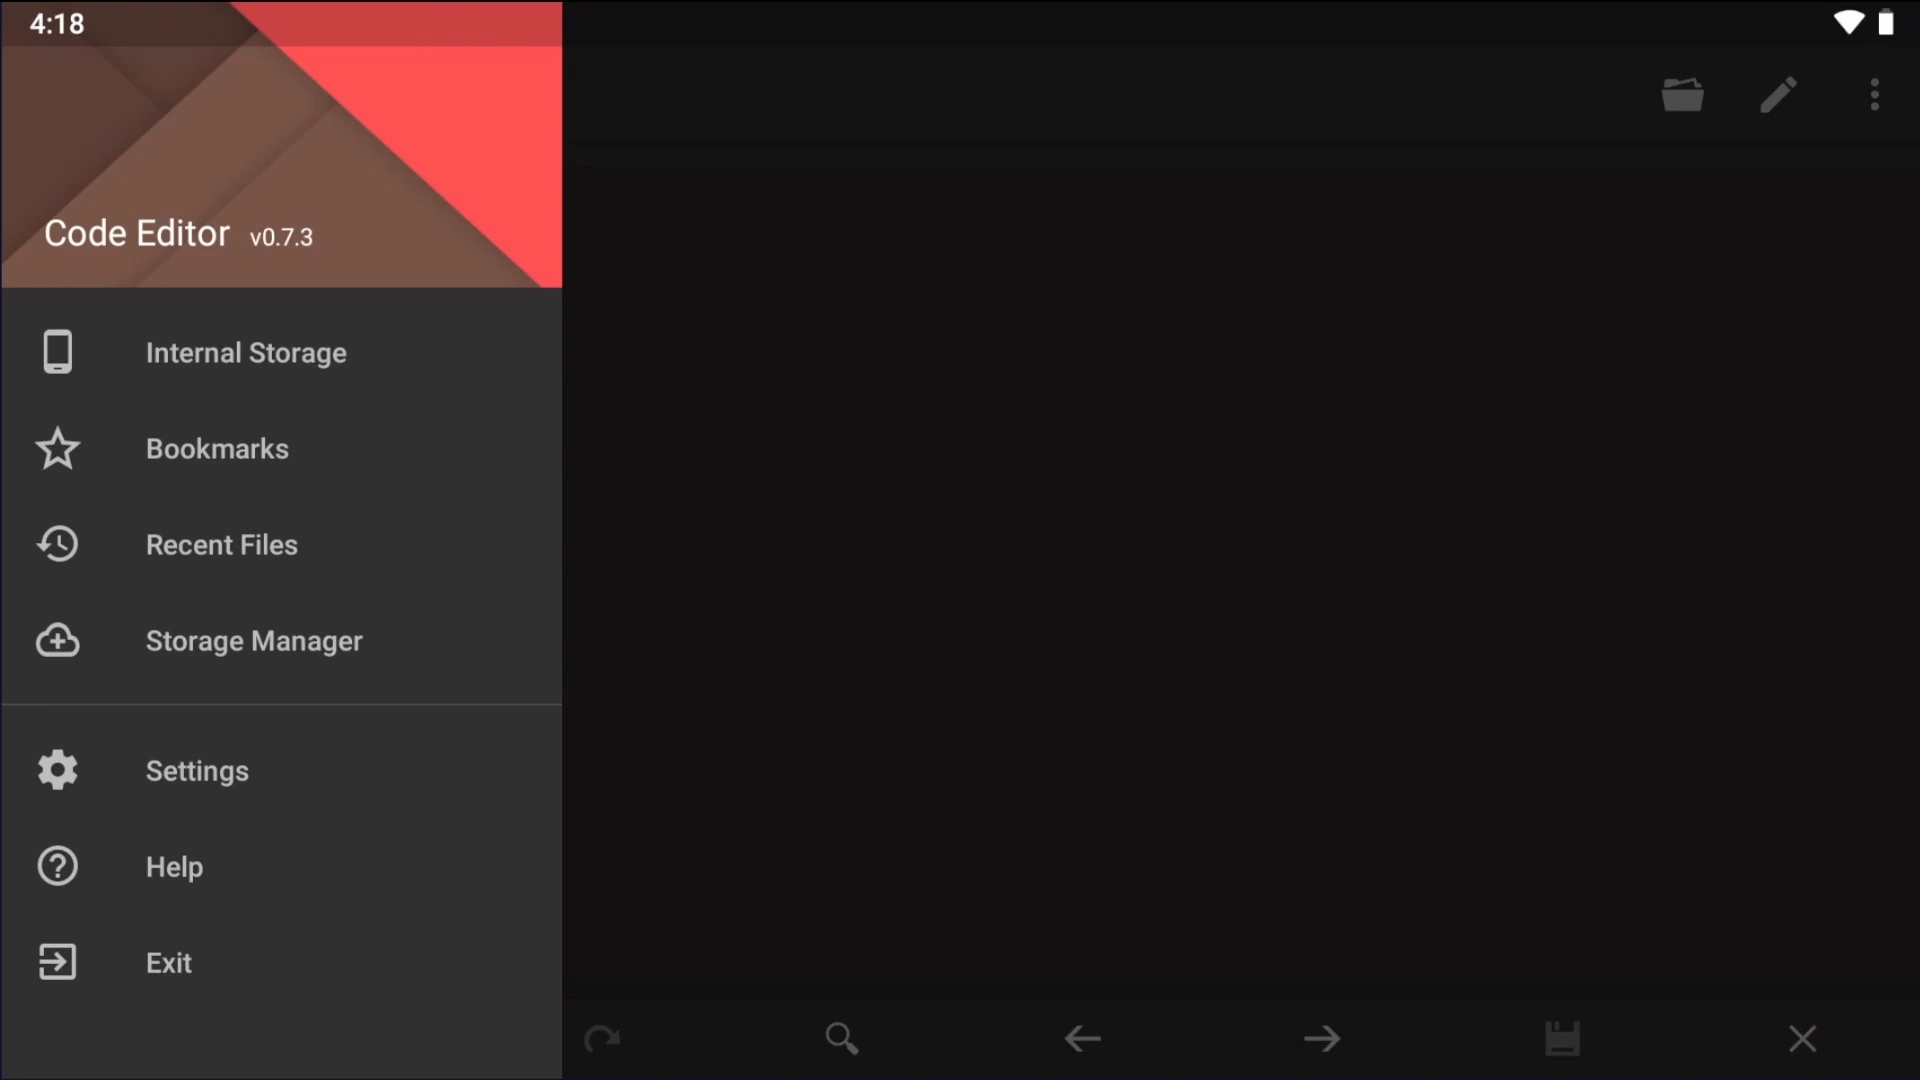 4:18
Code Editor v0.7.3
Internal Storage
Bookmarks
Recent Files
Storage Manager
Settings
Help
Exit